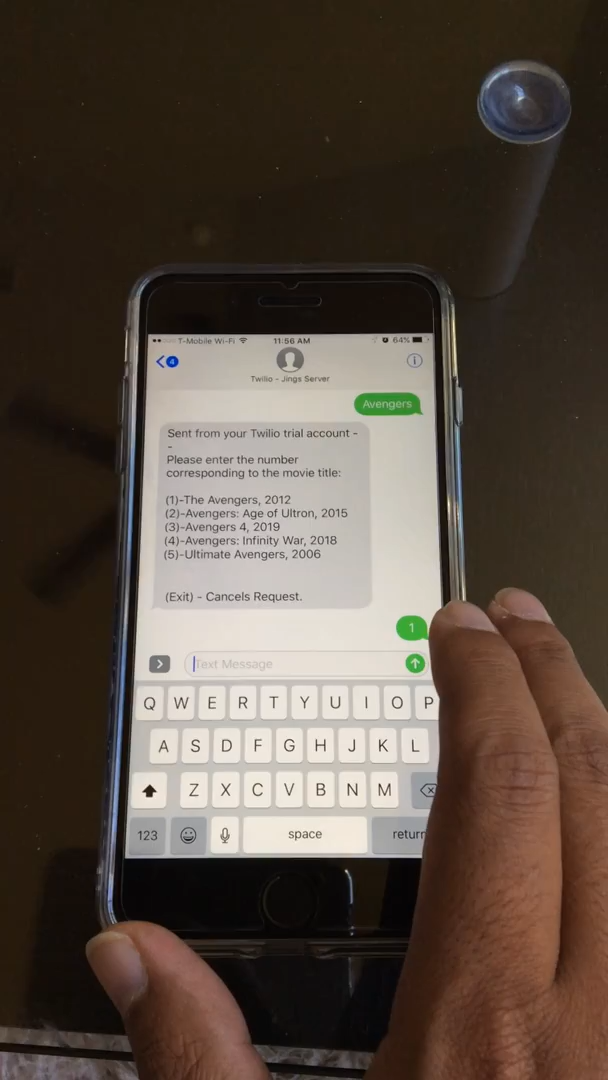 T-Mobile Wi-Fi 11:56 AM 64%
4
Twilio - Jings Server
Avengers
Sent from your Twilio trial account -
-
Please enter the number
corresponding to the movie title:
(1)-The Avengers, 2012
(2)-Avengers: Age of Ultron, 2015
(3)-Avengers 4, 2019
(4)-Avengers: Infinity War, 2018
(5)-Ultimate Avengers, 2006
(Exit) - Cancels Request.
1
Text Message
Q W E R T Y U I O P
A S D F G H J K L
Z X C V B N M
123 space return